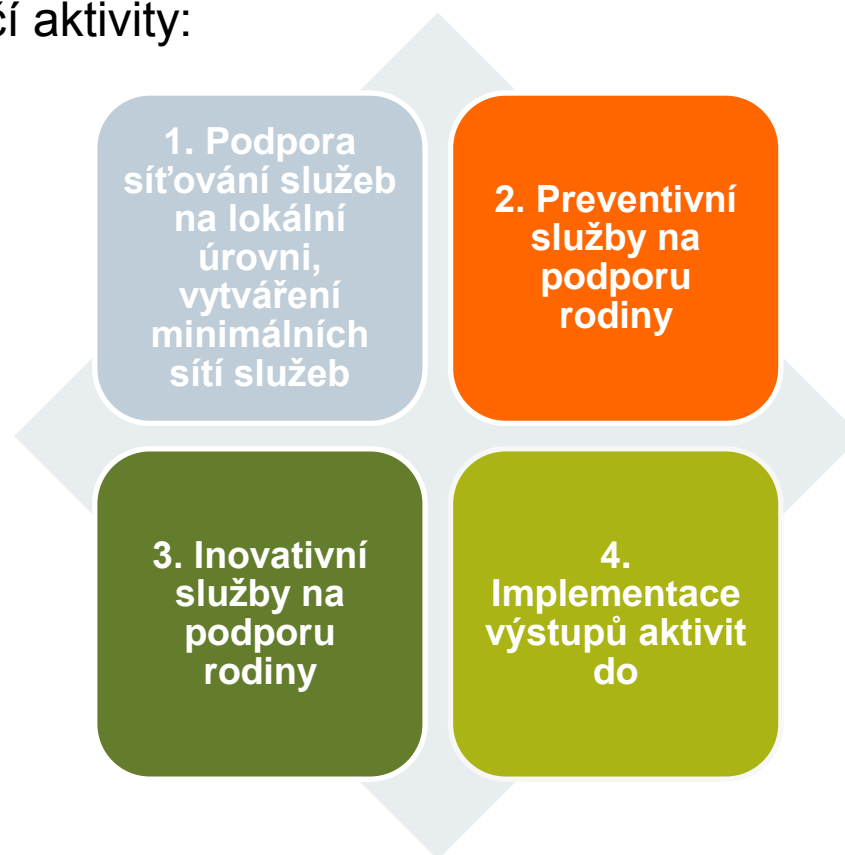 čí aktivity:
1. Podpora
síťování služeb
na lokální
úrovni,
vytváření
minimálních
sítí služeb
2. Preventivní
služby na
podporu
rodiny
3. Inovativní
služby na
podporu
rodiny
4.
Implementace
výstupů aktivit
do